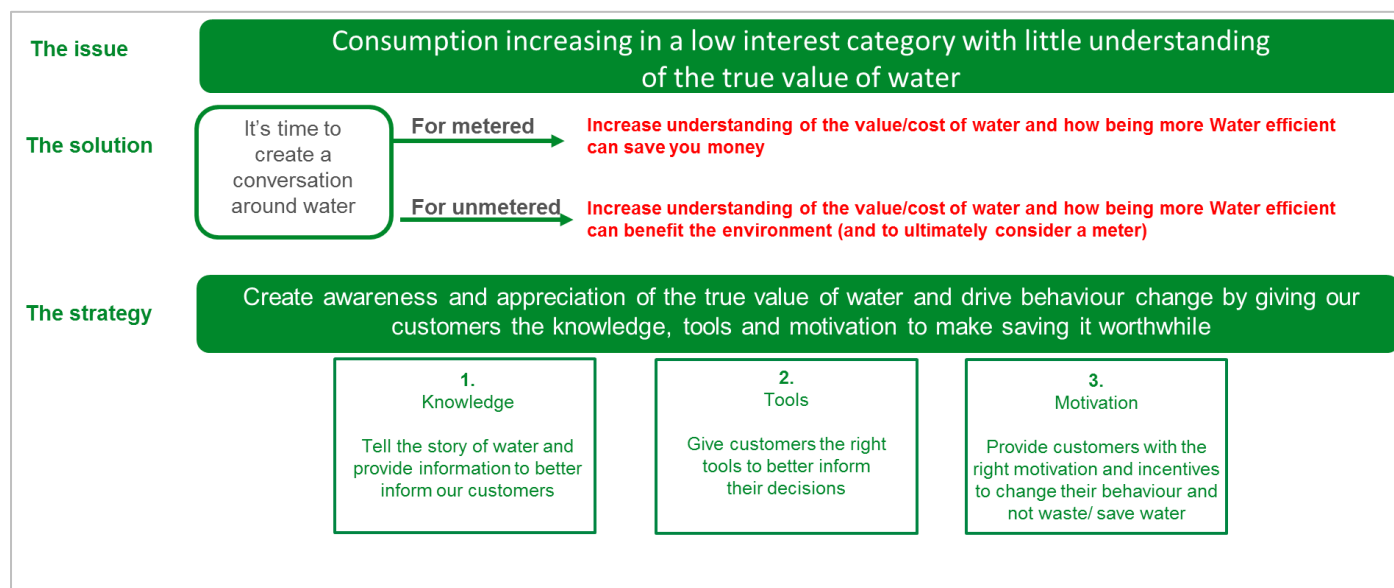 The issue
Consumption increasing in a low interest category with little understanding
of the true value of water
The solution
It's time to
create a
conversation
around water
For metered
Increase understanding of the value/cost of water and how being more Water efficient
can save you money
For unmetered
Increase understanding of the value/cost of water and how being more Water efficient
can benefit the environment (and to ultimately consider a meter)
The strategy
Create awareness and appreciation of the true value of water and drive behaviour change by giving our
customers the knowledge, tools and motivation to make saving it worthwhile
1.
Knowledge
Tell the story of water and
provide information to better
inform our customers
2.
Tools
Give customers the right
tools to better inform
their decisions
3.
Motivation
Provide customers with the
right motivation and incentives
to change their behaviour and
not waste/ save water